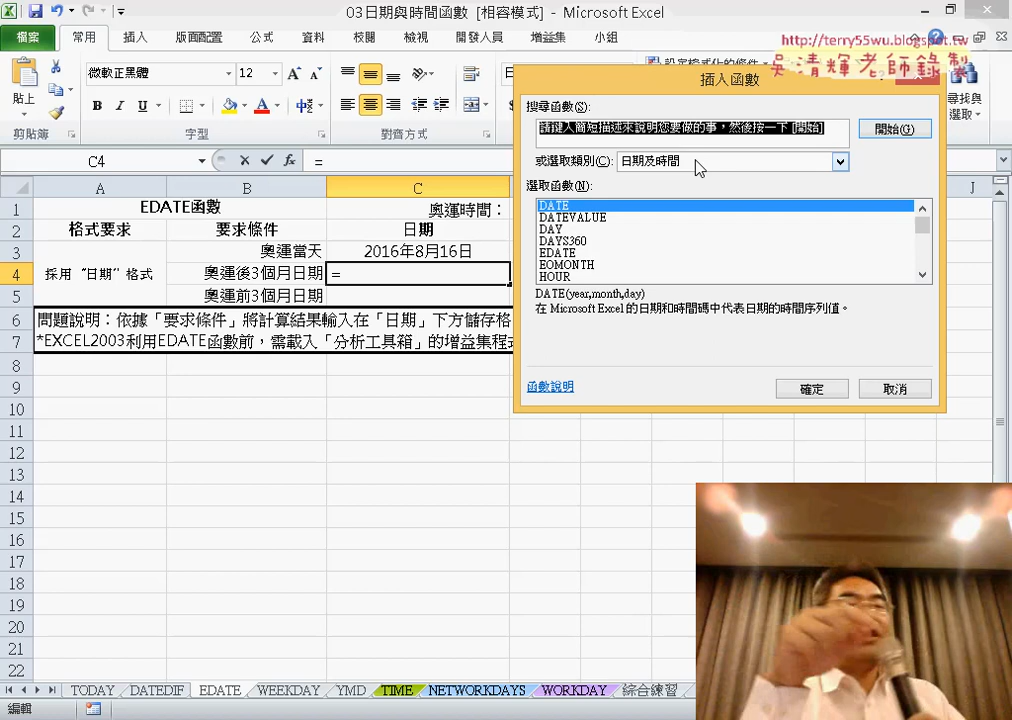 03日期與時間函數 [相容模式] - Microsoft Excel
http://terry55wu.blogspot.tw
吳清輝老師錄製
檔案 常用 插入 版面配置 公式 資料 校閱 檢視 開發人員 增益集 小組
貼上
微軟正黑體 12
B I U
中
剪貼簿 字型 對齊方式
尋找與
選取
C4 fx =
A B C J
1 EDATE函數 奧運時間：
2 格式要求 要求條件 日期
3 奧運當天 2016年8月16日
4 採用 "日期" 格式 奧運後3個月日期 =
5 奧運前3個月日期
6 問題說明：依據「要求條件」將計算結果輸入在「日期」下方儲存格
7 *EXCEL2003利用EDATE函數前，需載入「分析工具箱」的增益集程式
8
9
10
11
12
13
14
15
16
17
18
19
20
21
22
插入函數
搜尋函數(S):
請鍵入簡短描述來說明您要做的事，然後按一下 [開始]
開始(G)
或選取類別(C): 日期及時間
選取函數(N):
DATE
DATEVALUE
DAY
DAYS360
EDATE
EOMONTH
HOUR
DATE(year,month,day)
在 Microsoft Excel 的日期和時間碼中代表日期的時間序列值。
函數說明 確定 取消
TODAY DATEDIF EDATE WEEKDAY YMD TIME NETWORKDAYS WORKDAY 綜合練習
編輯